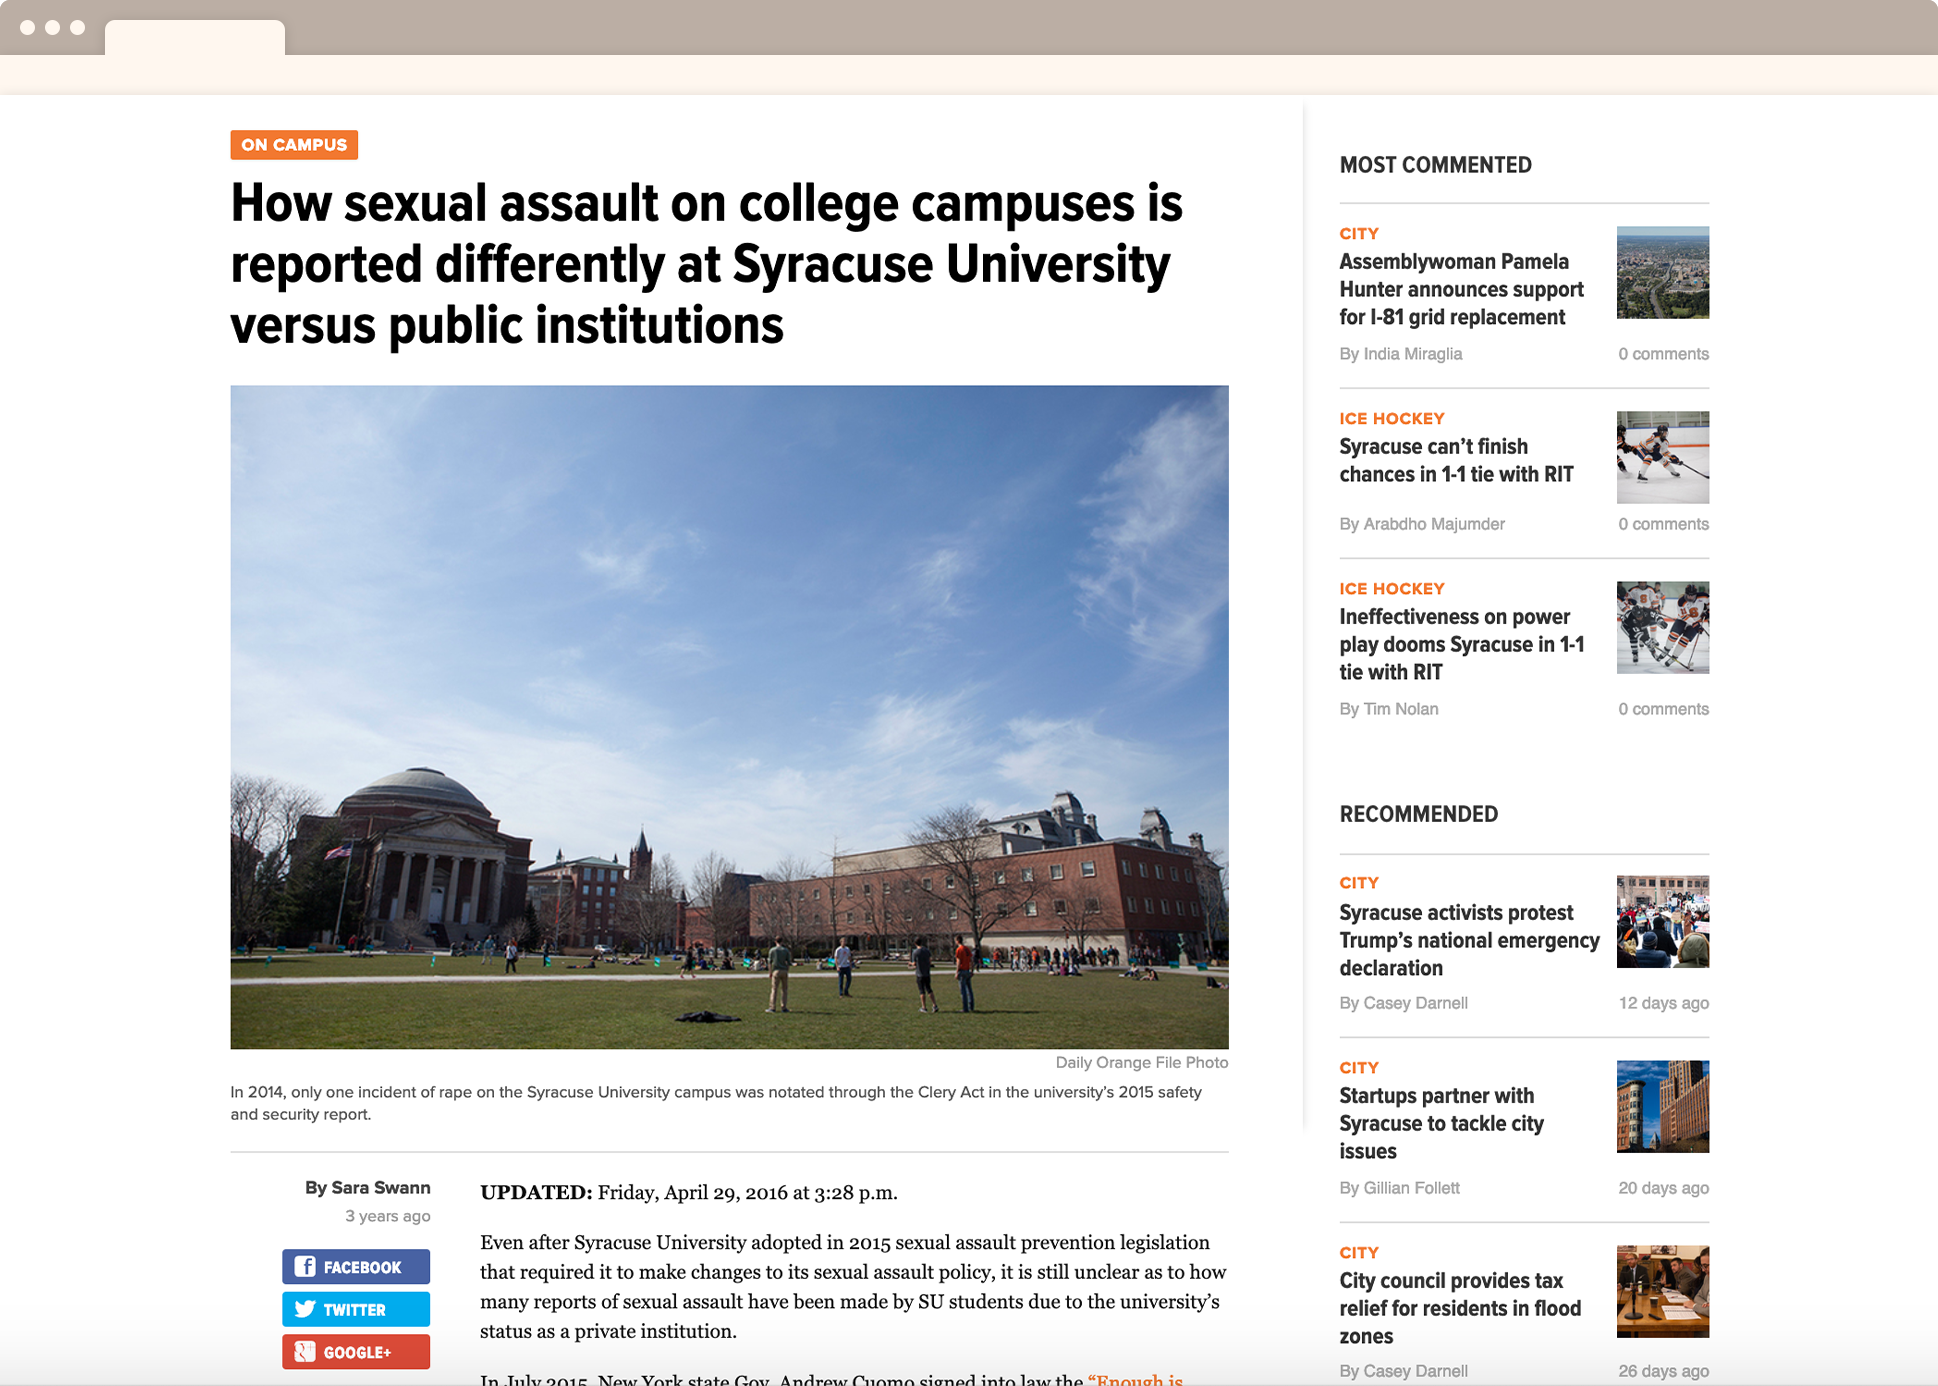 ON CAMPUS
How sexual assault on college campuses is
reported differently at Syracuse University
versus public institutions
Daily Orange File Photo
In 2014, only one incident of rape on the Syracuse University campus was notated through the Clery Act in the university’s 2015 safety
and security report.
By Sara Swann
3 years ago
FACEBOOK
TWITTER
GOOGLE+
UPDATED: Friday, April 29, 2016 at 3:28 p.m.
Even after Syracuse University adopted in 2015 sexual assault prevention legislation
that required it to make changes to its sexual assault policy, it is still unclear as to how
many reports of sexual assault have been made by SU students due to the university’s
status as a private institution.
In July 2015, New York state Gov. Andrew Cuomo signed into law the “Enough is
MOST COMMENTED
CITY
Assemblywoman Pamela
Hunter announces support
for I-81 grid replacement
By India Miraglia 0 comments
ICE HOCKEY
Syracuse can’t finish
chances in 1-1 tie with RIT
By Arabdho Majumder 0 comments
ICE HOCKEY
Ineffectiveness on power
play dooms Syracuse in 1-1
tie with RIT
By Tim Nolan 0 comments
RECOMMENDED
CITY
Syracuse activists protest
Trump’s national emergency
declaration
By Casey Darnell 12 days ago
CITY
Startups partner with
Syracuse to tackle city
issues
By Gillian Follett 20 days ago
CITY
City council provides tax
relief for residents in flood
zones
By Casey Darnell 26 days ago